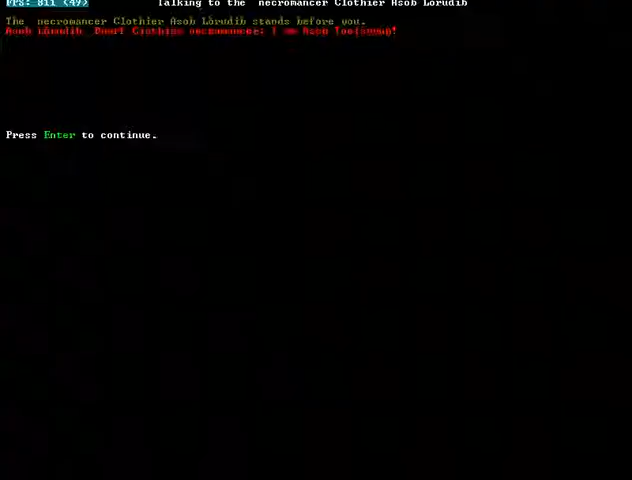 FPS: 811 (49) Talking to the necromancer Clothier Asob Lorudib
The necromancer Clothier Asob Lorudib stands before you.
Asob Lorudib, Dwarf Clothier necromancer: I am Asob
Press Enter to continue.